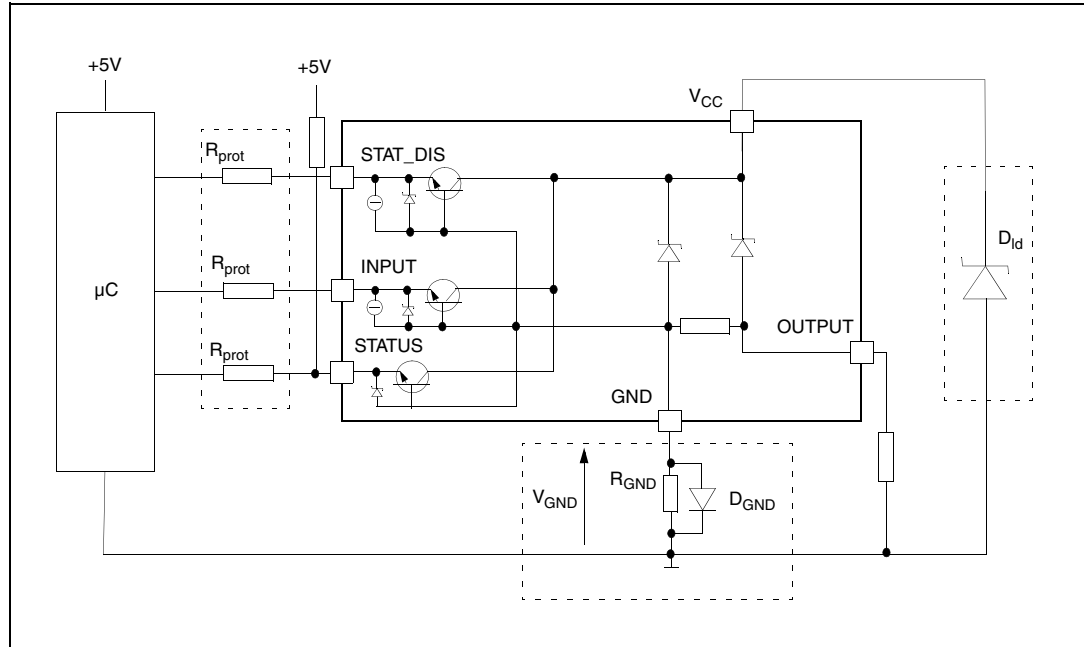 +5V
+5V
V_CC
R_prot
STAT_DIS
D_ld
R_prot
INPUT
µC
OUTPUT
R_prot
STATUS
GND
R_GND
V_GND
D_GND